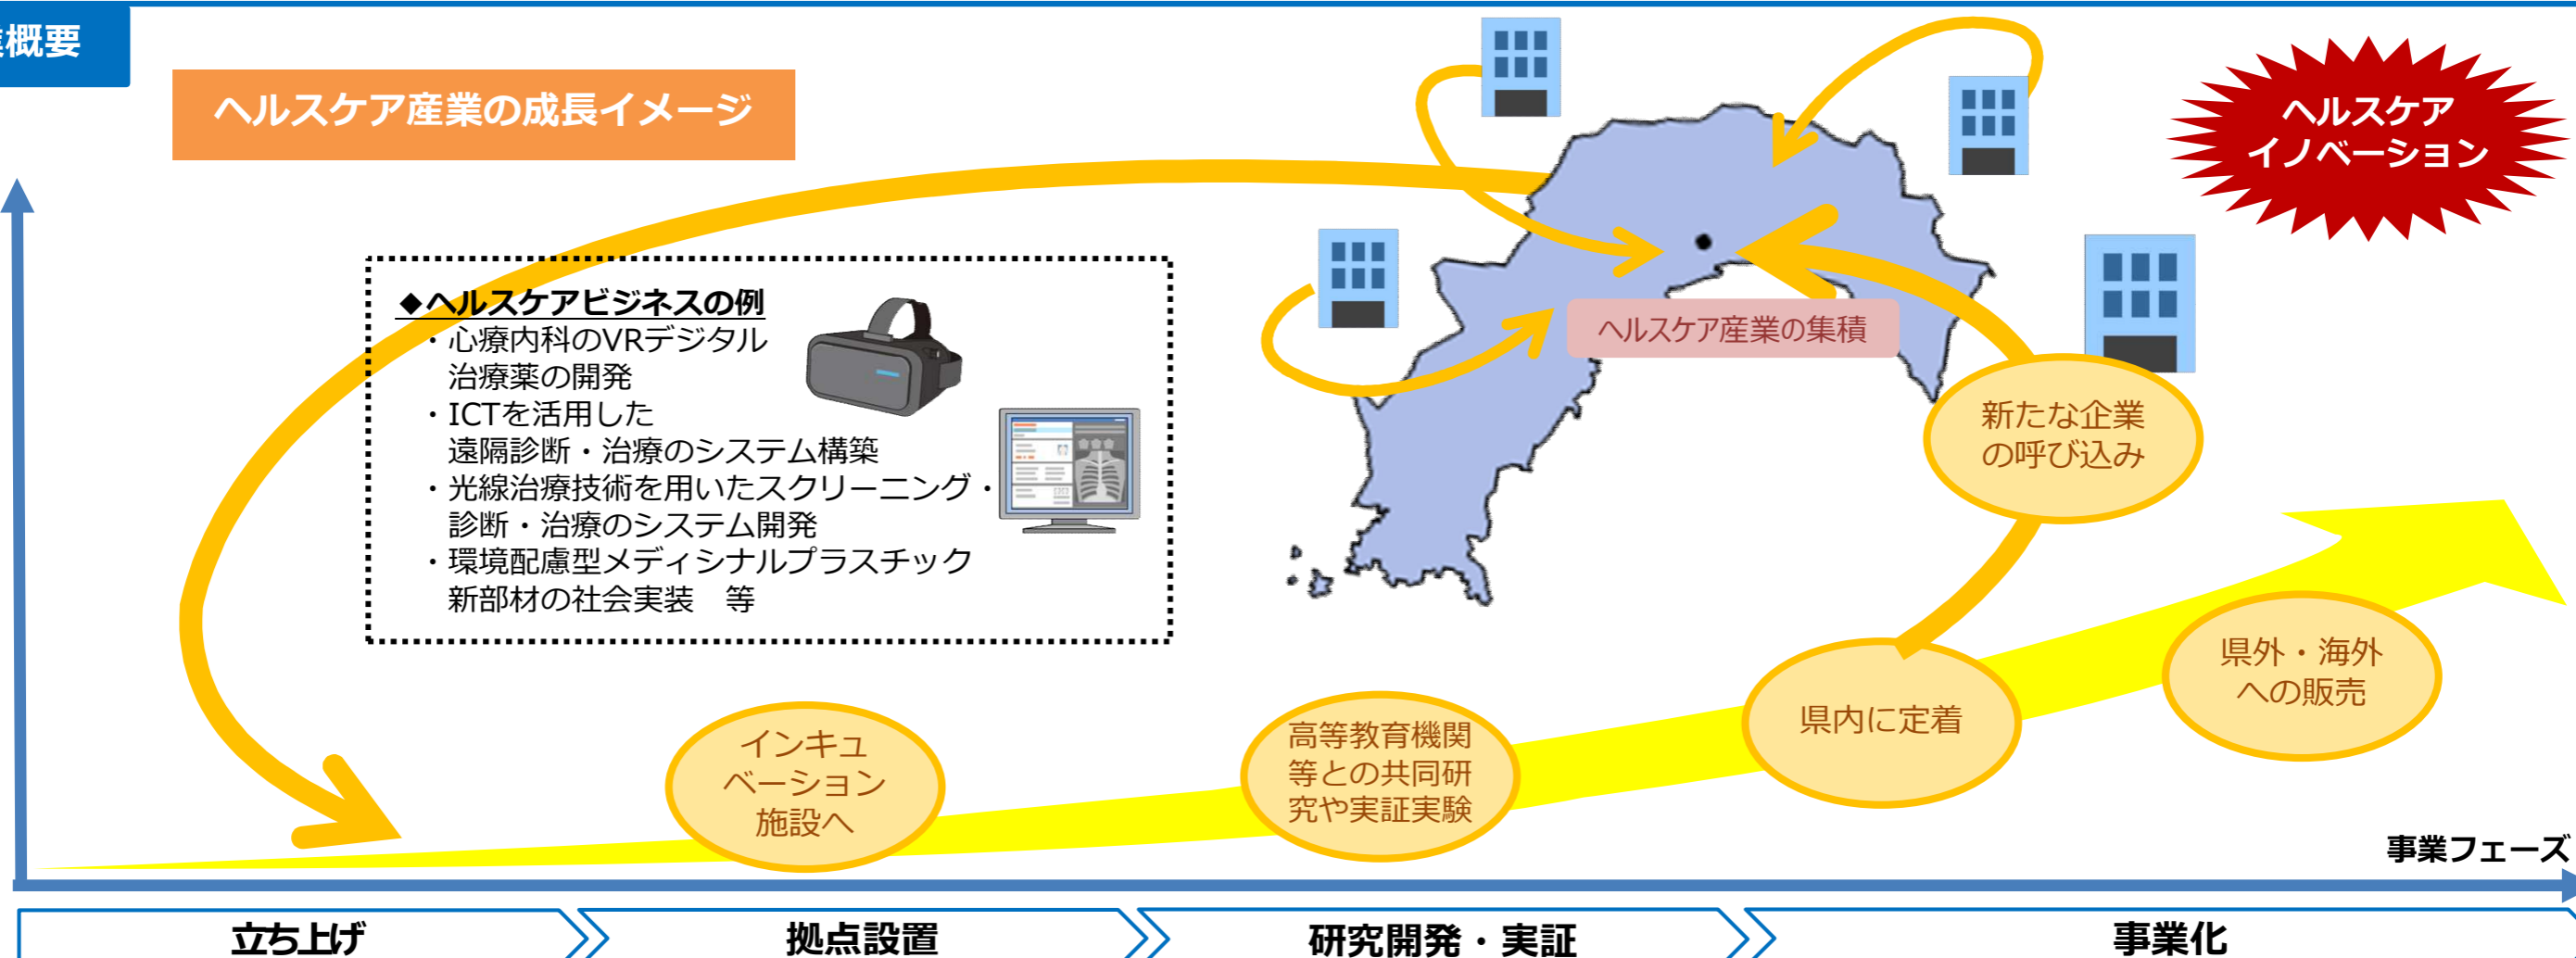 概要
ヘルスケア産業の成長イメージ
ヘルスケア
イノベーション
◆ヘルスケアビジネスの例
・心療内科のVRデジタル
治療薬の開発
・ICTを活用した
遠隔診断・治療のシステム構築
・光線治療技術を用いたスクリーニング・
診断・治療のシステム開発
・環境配慮型メディシナルプラスチック
新部材の社会実装　等
ヘルスケア産業の集積
新たな企業
の呼び込み
インキュ
ベーション
施設へ
高等教育機関
等との共同研
究や実証実験
県内に定着
県外・海外
への販売
事業フェーズ
立ち上げ
拠点設置
研究開発・実証
事業化